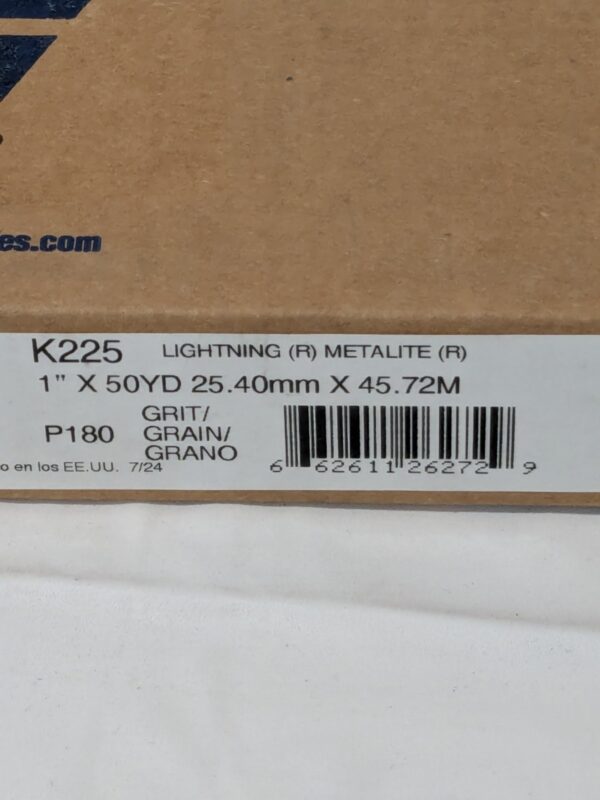 es.com
K225 LIGHTNING (R) METALITE (R)
1" X 50YD 25.40mm X 45.72M
P180 GRIT/
GRAIN/
GRANO
o en los EE.UU. 7/24
6 62611 26272 9